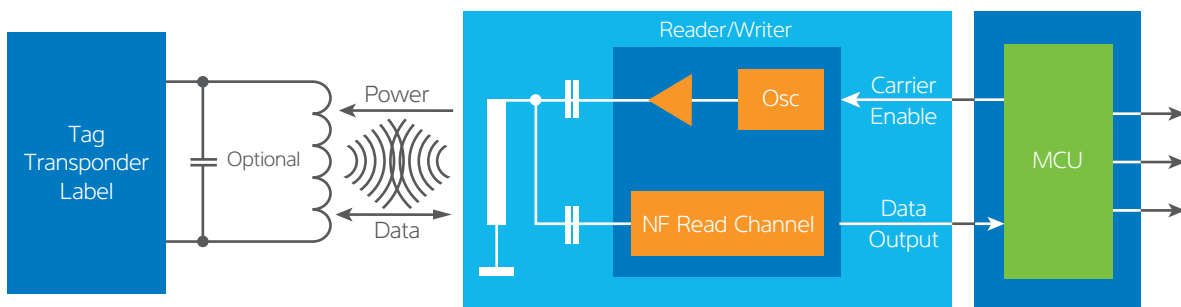 Tag
Transponder
Label
Optional
Power
Data
Reader/Writer
Osc
NF Read Channel
Carrier
Enable
Data
Output
MCU